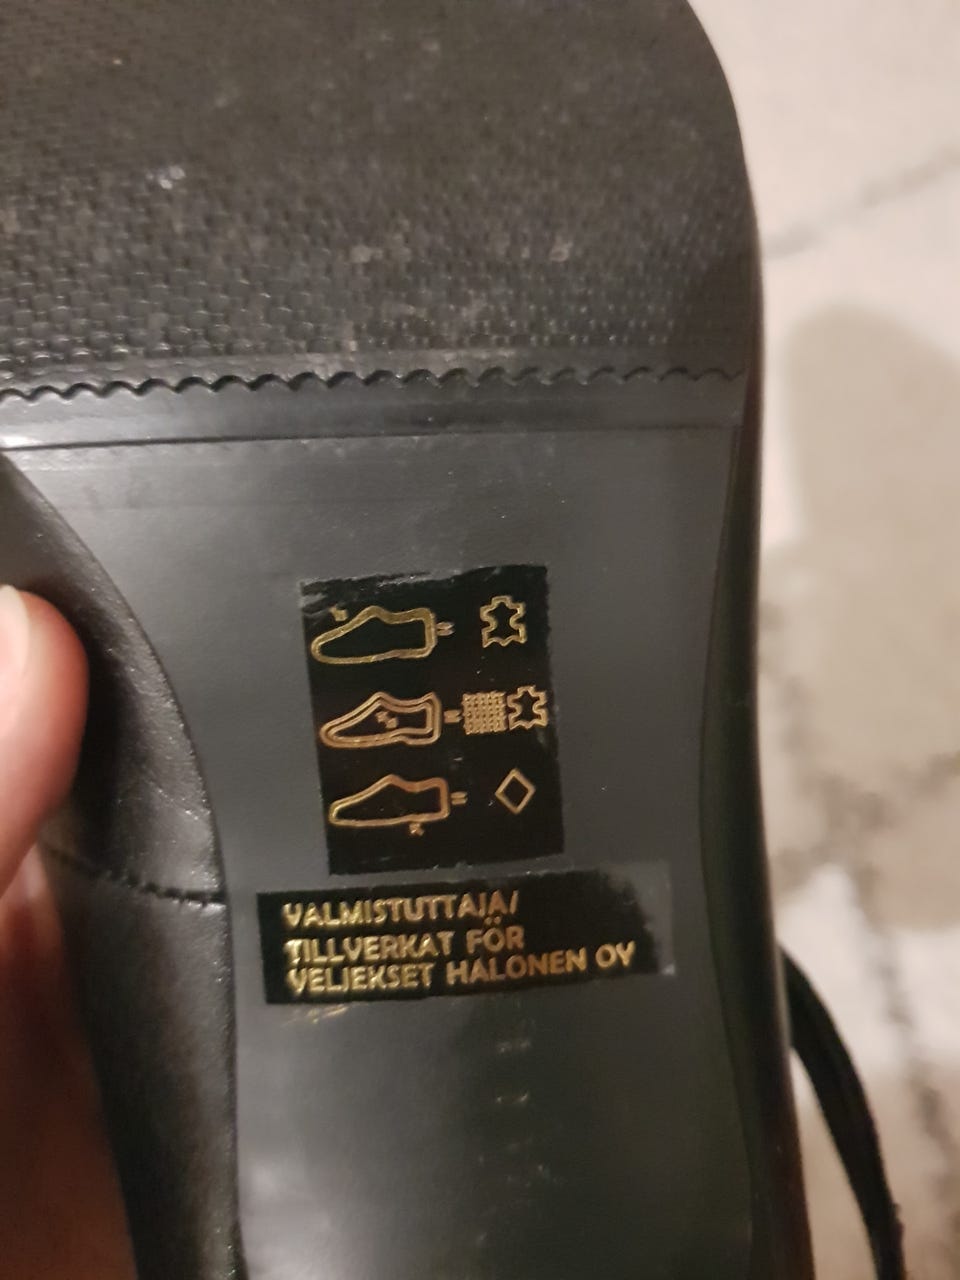 VALMISTUTTAJA/
TILLVERKAT FÖR
VELJEKSET HALONEN OY